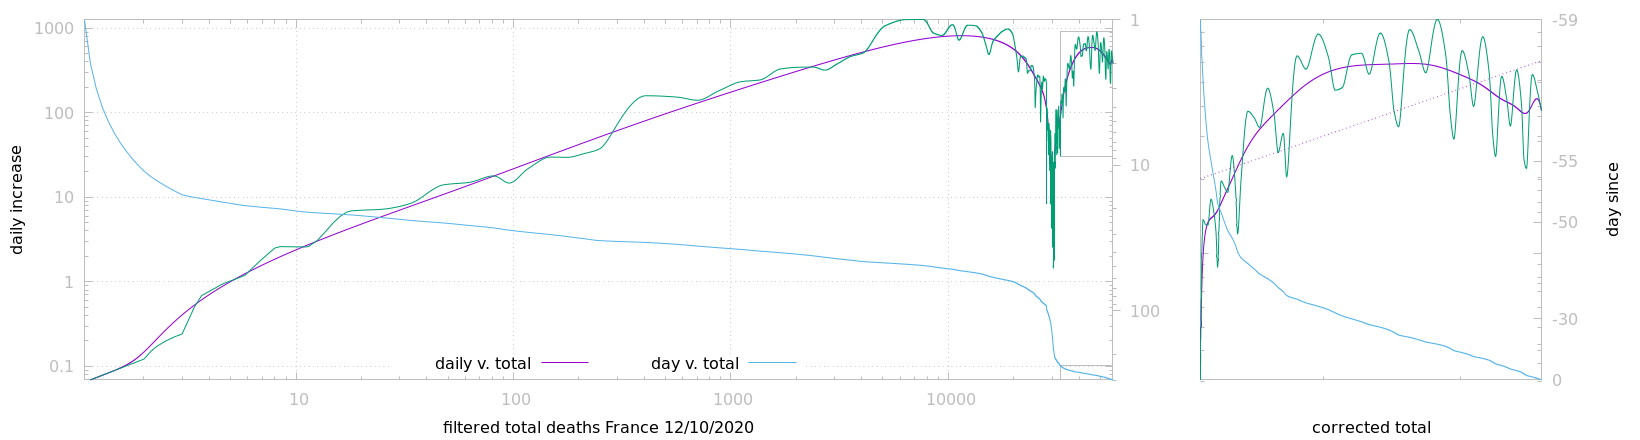 1000
100
10
1
0.1
daily increase
daily v. total
day v. total
10
100
1000
10000
filtered total deaths France 12/10/2020
1
10
100
-59
-55
-50
-30
0
day since
corrected total